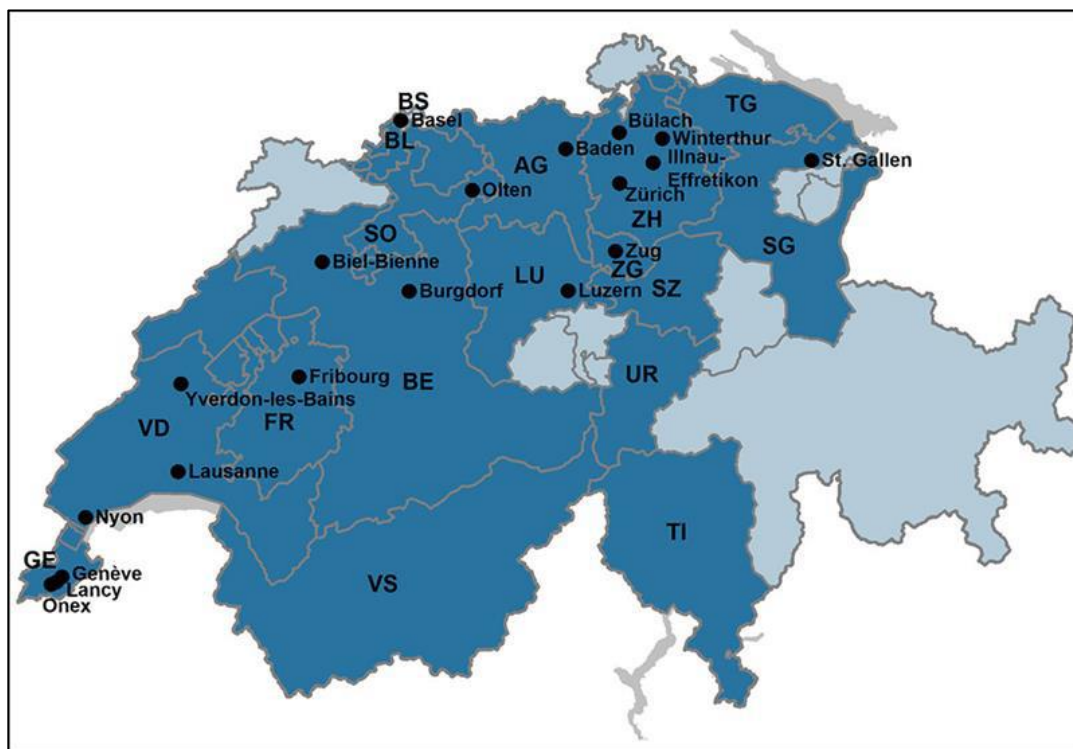 BS
Basel
BL
TG
Bülach
Winterthur
Baden
AG
Illnau-
Effretikon
St. Gallen
Olten
Zürich
ZH
SO
SG
Zug
Biel-Bienne
ZG
LU
SZ
Burgdorf
Luzern
Fribourg
BE
UR
Yverdon-les-Bains
FR
VD
Lausanne
Nyon
TI
GE
Genève
VS
Lancy
Onex